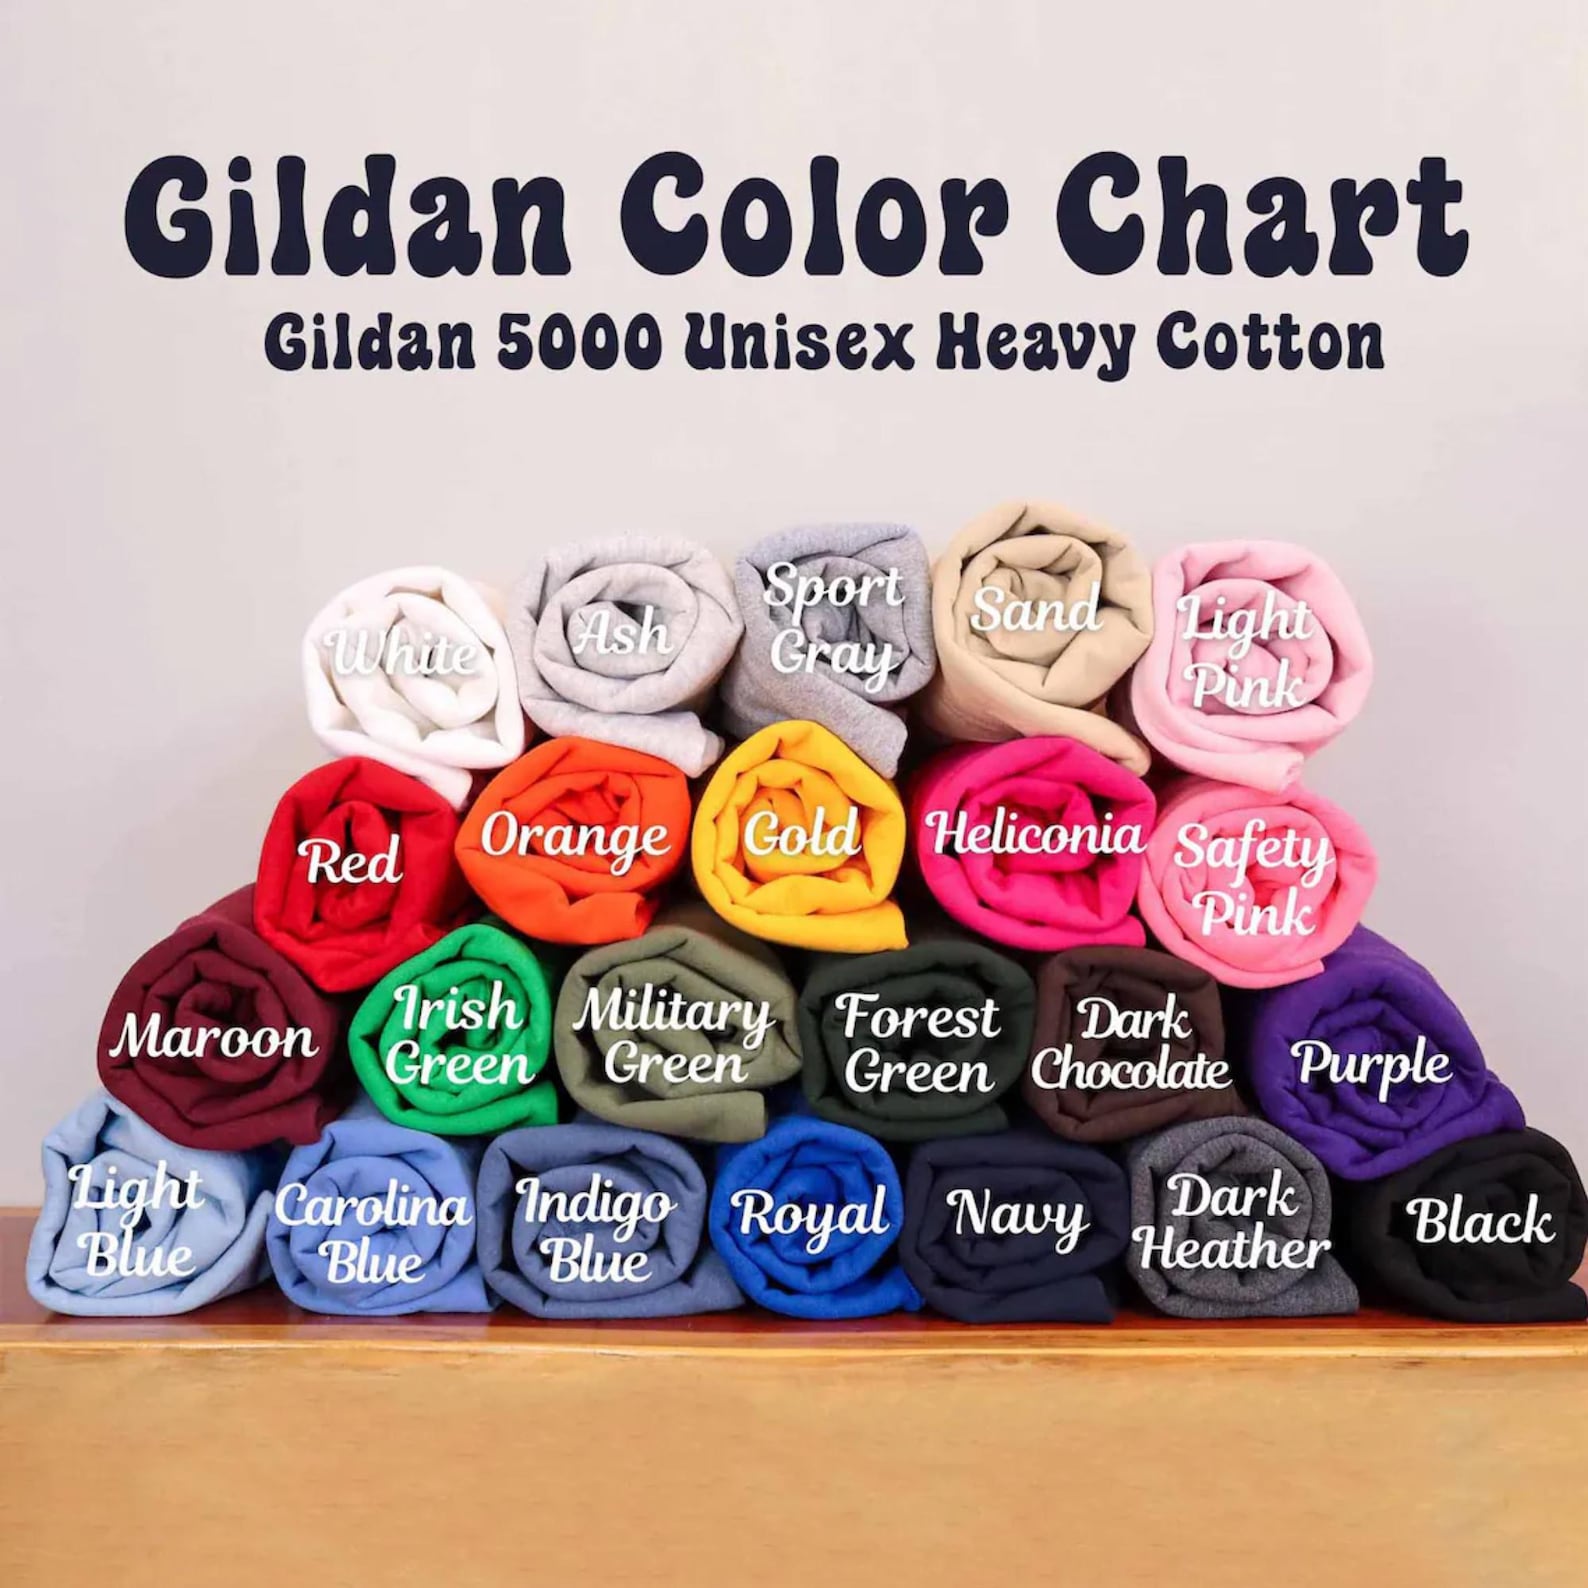 Gildan Color Chart
Gildan 5000 Unisex Heavy Cotton
White
Ash
Sport
Gray
Sand
Light
Pink
Red
Orange
Gold
Heliconia
Safety
Pink
Maroon
Irish
Green
Military
Green
Forest
Green
Dark
Chocolate
Purple
Light
Blue
Carolina
Blue
Indigo
Blue
Royal
Navy
Dark
Heather
Black